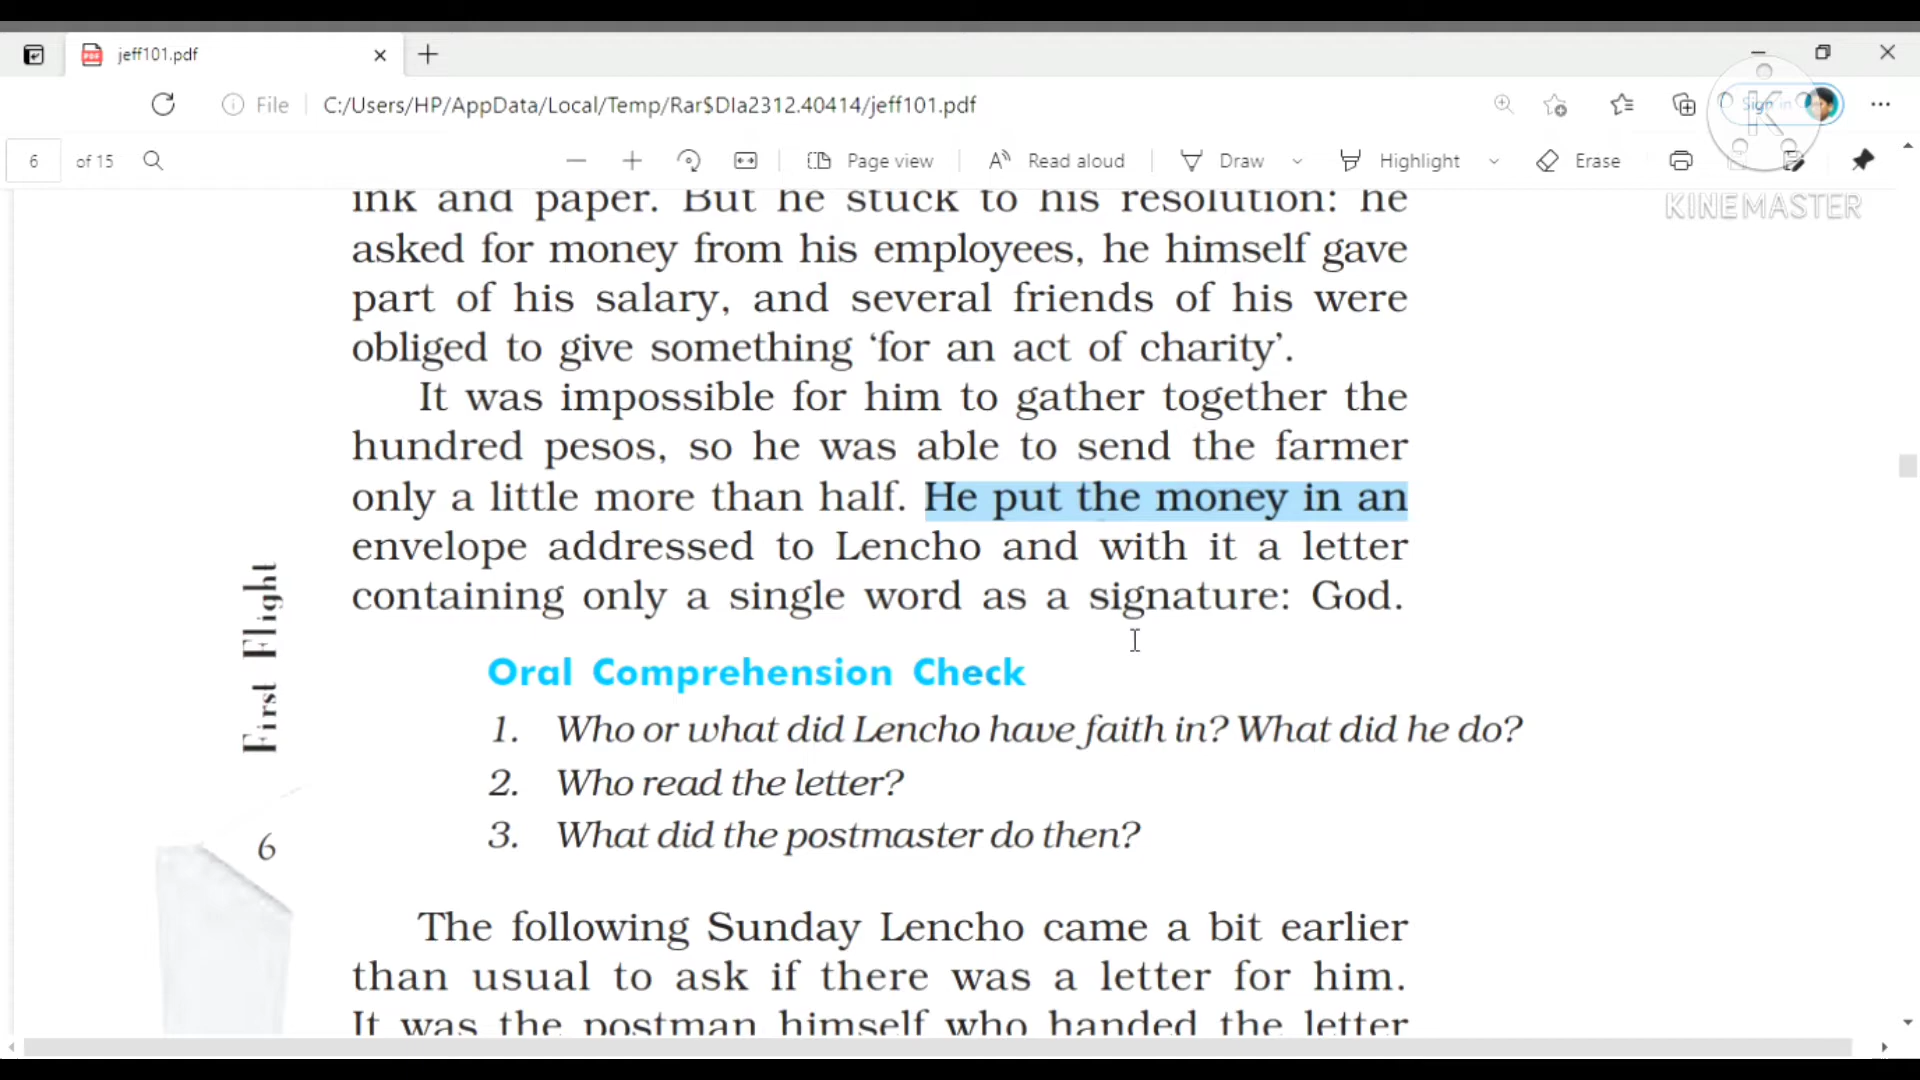 jeff101.pdf
File
C:/Users/HP/AppData/Local/Temp/Rar$DIa2312.40414/jeff101.pdf
Sign in
K
6 of 15
Page view
Read aloud
Draw
Highlight
Erase
KINEMASTER
ink and paper. But he stuck to his resolution: he
asked for money from his employees, he himself gave
part of his salary, and several friends of his were
obliged to give something ‘for an act of charity’.
It was impossible for him to gather together the
hundred pesos, so he was able to send the farmer
only a little more than half. He put the money in an
envelope addressed to Lencho and with it a letter
containing only a single word as a signature: God.
First Flight
6
Oral Comprehension Check
1. Who or what did Lencho have faith in? What did he do?
2. Who read the letter?
3. What did the postmaster do then?
The following Sunday Lencho came a bit earlier
than usual to ask if there was a letter for him.
It was the postman himself who handed the letter